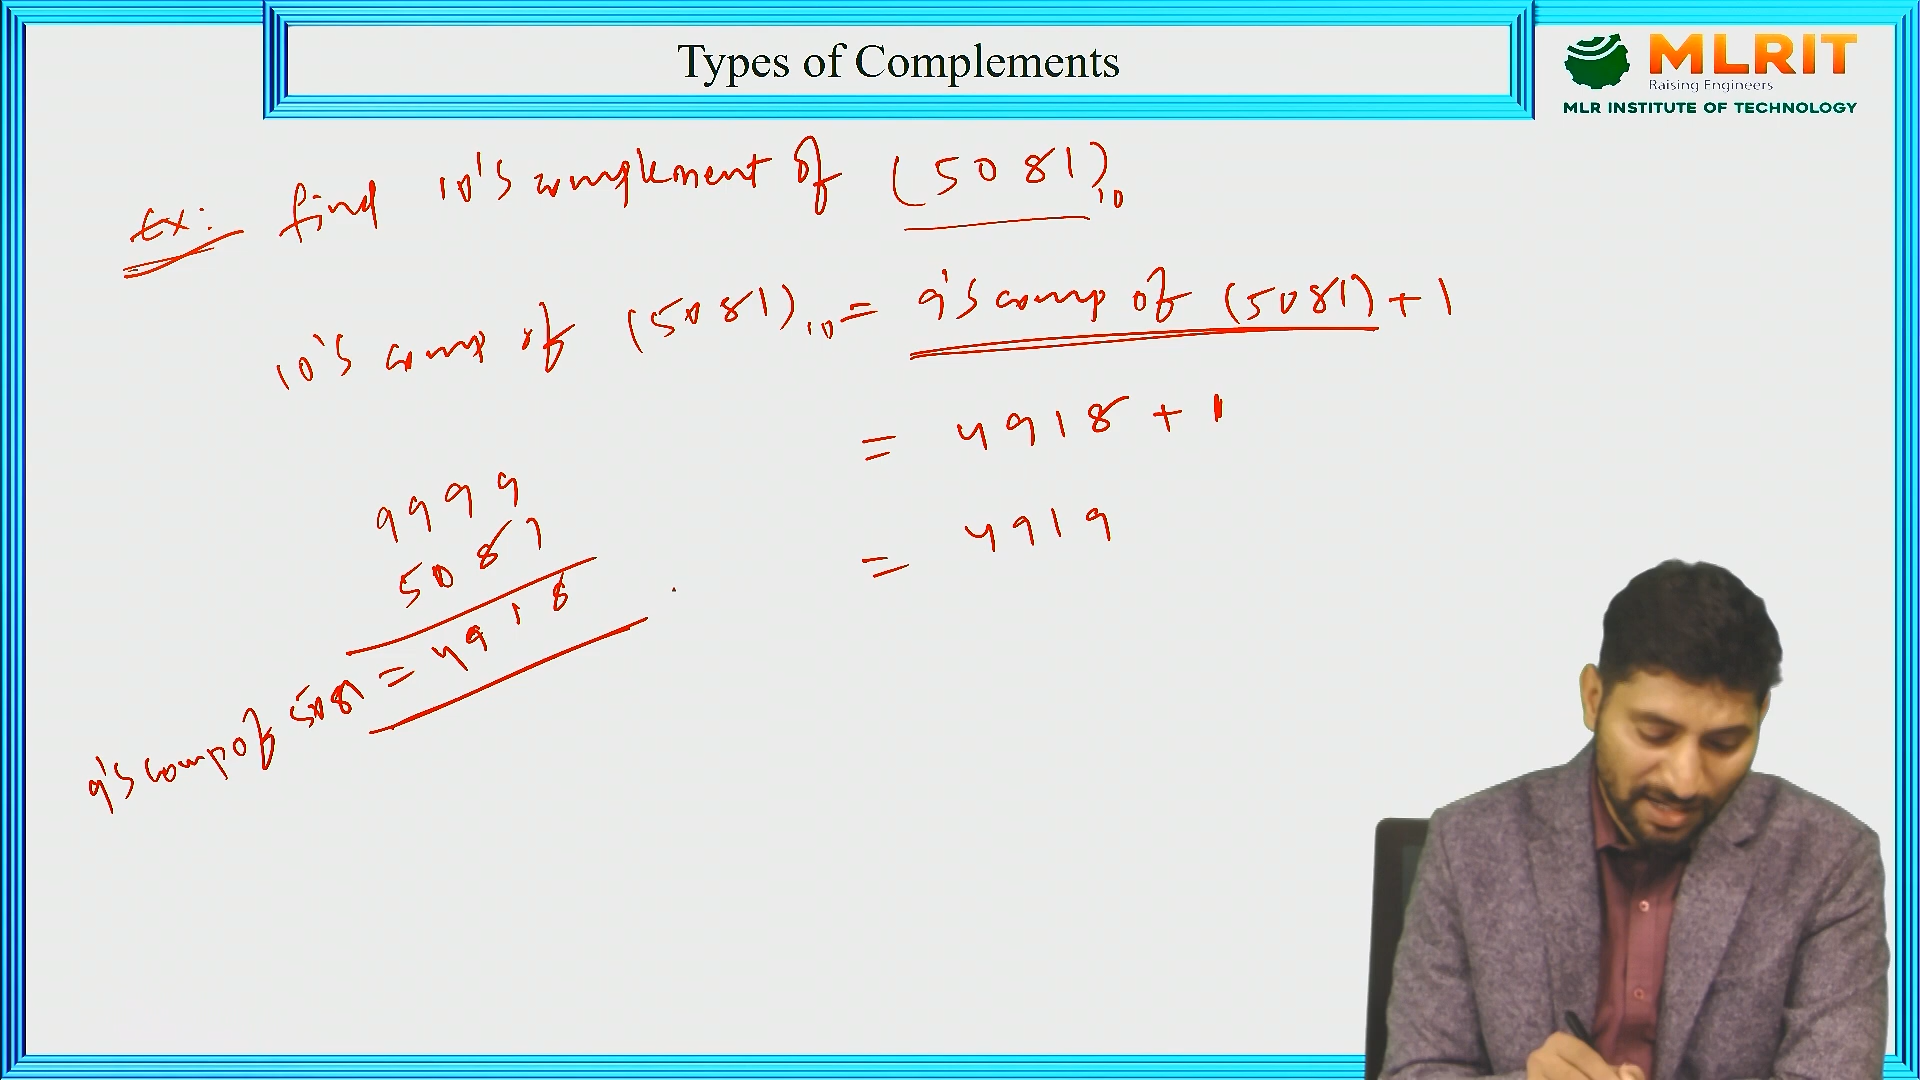 Types of Complements
MLRIT
Raising Engineers
MLR INSTITUTE OF TECHNOLOGY
Ex: find 10's complement of (5081)10
10's comp of (5081)10 = 9's comp of (5081) + 1
= 4918 + 1
= 4919
9999
5081
9's comp of 5081 = 4918